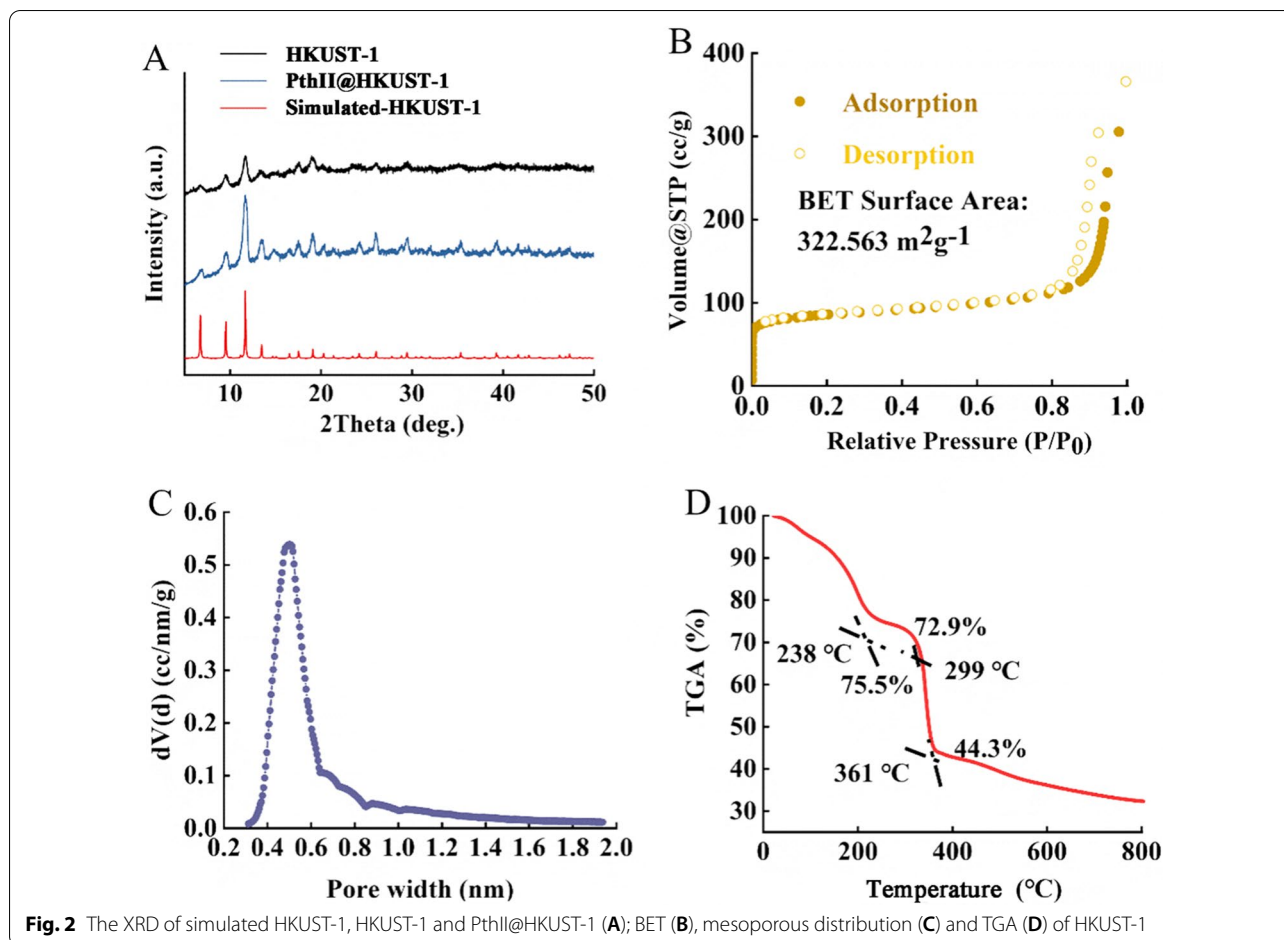 A
HKUST-1
PthII@HKUST-1
Simulated-HKUST-1
Intensity (a.u.)
10 20 30 40 50
2Theta (deg.)
B
400
300
200
100
0
Volume@STP (cc/g)
Adsorption
Desorption
BET Surface Area:
322.563 m2g-1
0.0 0.2 0.4 0.6 0.8 1.0
Relative Pressure (P/P0)
C
0.6
0.5
0.4
0.3
0.2
0.1
0.0
dV(d) (cc/nm/g)
0.2 0.4 0.6 0.8 1.0 1.2 1.4 1.6 1.8 2.0
Pore width (nm)
D
100
90
80
70
60
50
40
30
TGA (%)
72.9%
238 °C
299 °C
75.5%
44.3%
361 °C
0 200 400 600 800
Temperature (°C)
Fig. 2 The XRD of simulated HKUST-1, HKUST-1 and PthII@HKUST-1 (A); BET (B), mesoporous distribution (C) and TGA (D) of HKUST-1